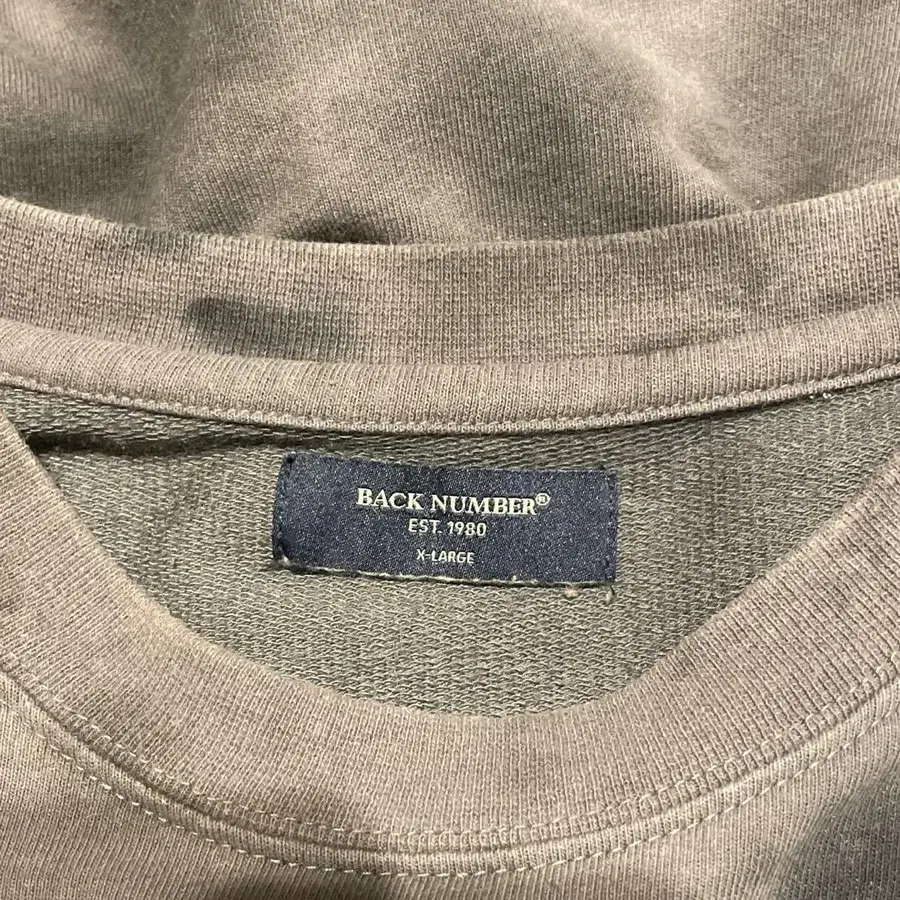 BACK NUMBER®
EST. 1980
X-LARGE